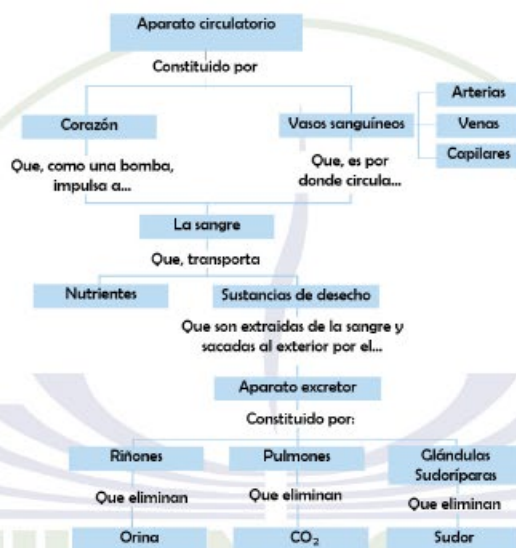 Aparato circulatorio
Constituido por
Corazón
Vasos sanguíneos
Arterias
Venas
Capilares
Que, como una bomba,
impulsa a...
Que, es por
donde circula...
La sangre
Que, transporta
Nutrientes
Sustancias de desecho
Que son extraidas de la sangre y
sacadas al exterior por el...
Aparato excretor
Constituido por:
Riñones
Pulmones
Glándulas
Sudoríparas
Que eliminan
Que eliminan
Que eliminan
Orina
CO₂
Sudor